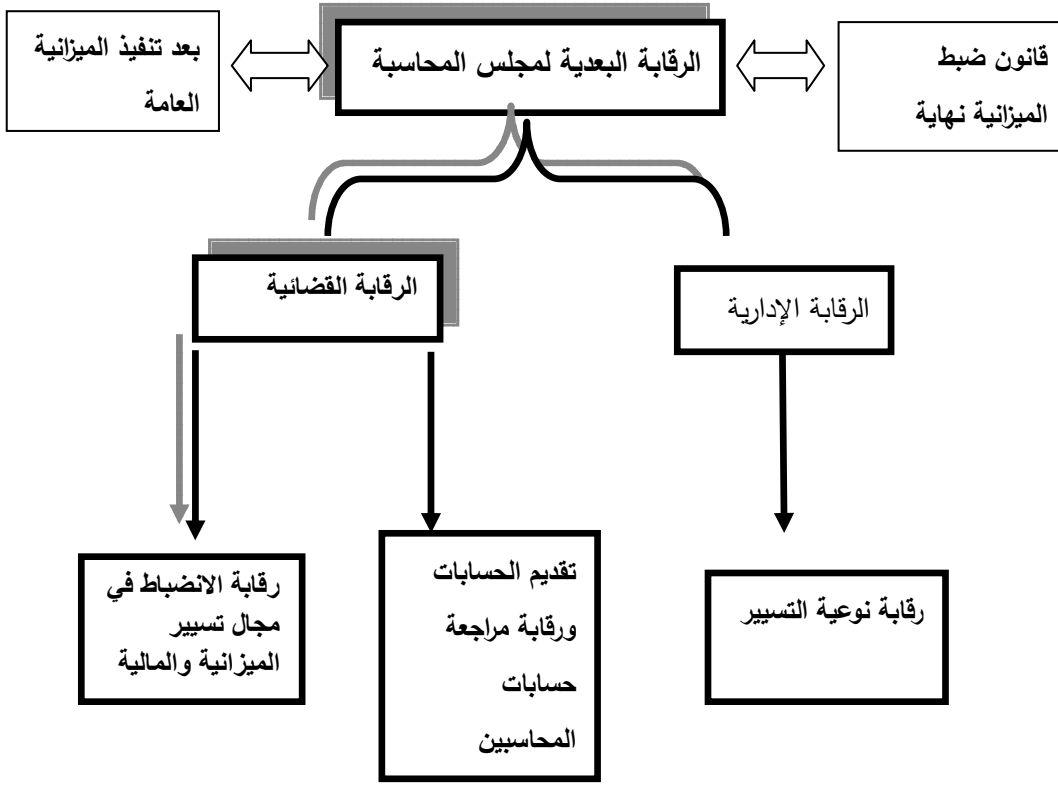 قانون ضبط
الميزانية نهاية
الرقابة البعدية لمجلس المحاسبة
بعد تنفيذ الميزانية
العامة
الرقابة الإدارية
الرقابة القضائية
رقابة نوعية التسيير
تقديم الحسابات
ورقابة مراجعة
حسابات
المحاسبين
رقابة الانضباط في
مجال تسيير
الميزانية والمالية